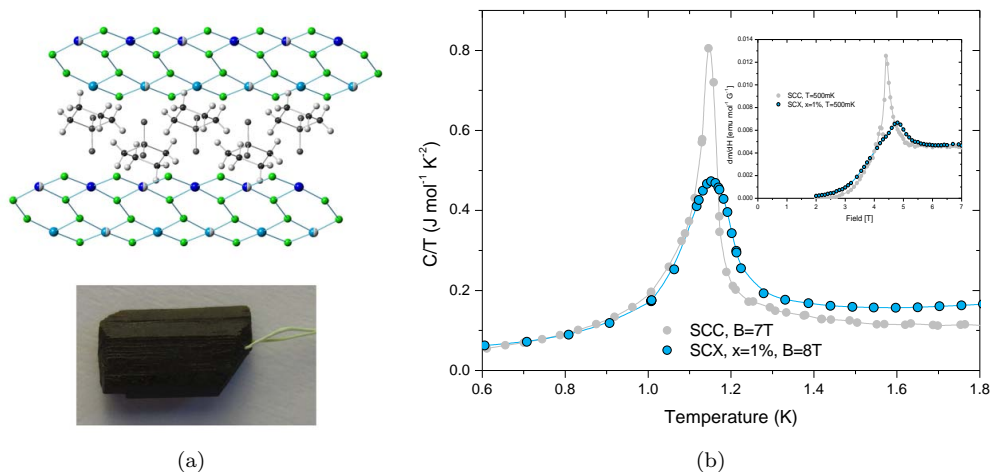 (a)
0.8
0.6
0.4
0.2
0.0
C/T (J mol⁻¹ K⁻²)
0.6 0.8 1.0 1.2 1.4 1.6 1.8
Temperature (K)
SCC, B=7T
SCX, x=1%, B=8T
0.014
0.012
0.010
0.008
0.006
0.004
0.002
0.000
dm/dH [emu mol⁻¹ G⁻¹]
SCC, T=500mK
SCX, x=1%, T=500mK
0 1 2 3 4 5 6 7
Field [T]
(b)